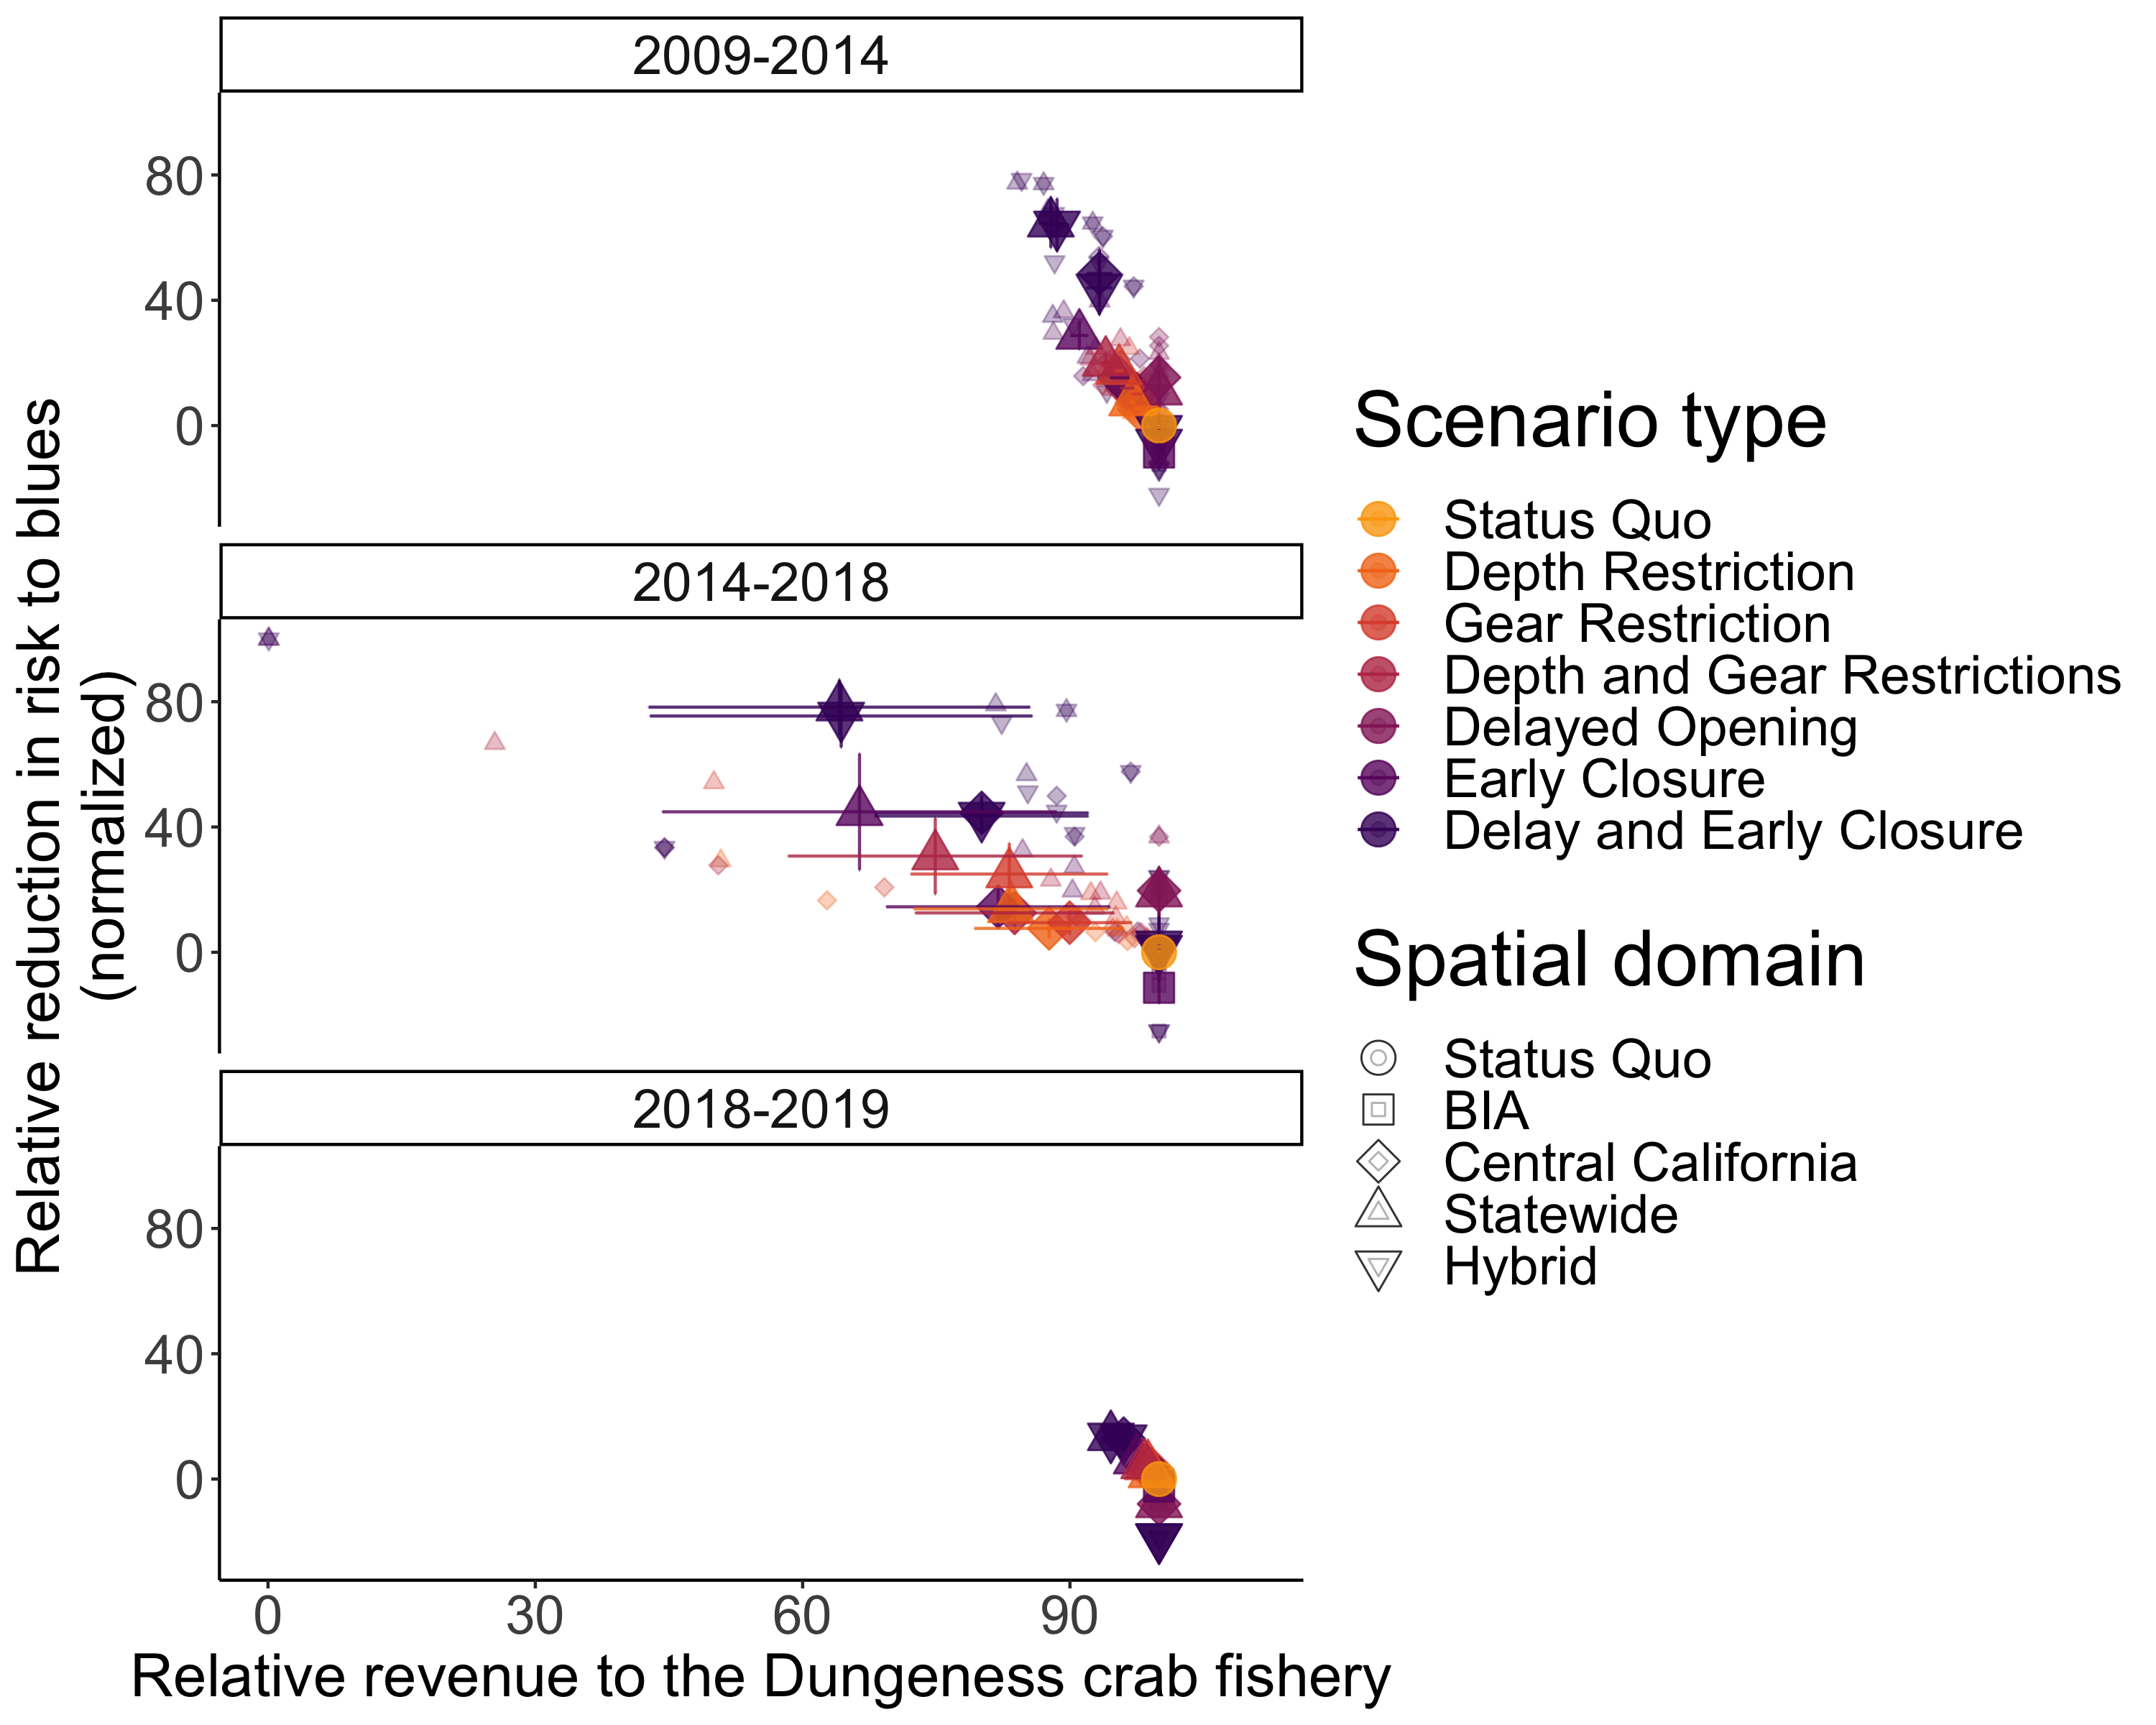 2009-2014
80
40
0
2014-2018
80
40
0
2018-2019
80
40
0
0 30 60 90
Relative revenue to the Dungeness crab fishery
Relative reduction in risk to blues
(normalized)
Scenario type
Status Quo
Depth Restriction
Gear Restriction
Depth and Gear Restrictions
Delayed Opening
Early Closure
Delay and Early Closure
Spatial domain
Status Quo
BIA
Central California
Statewide
Hybrid